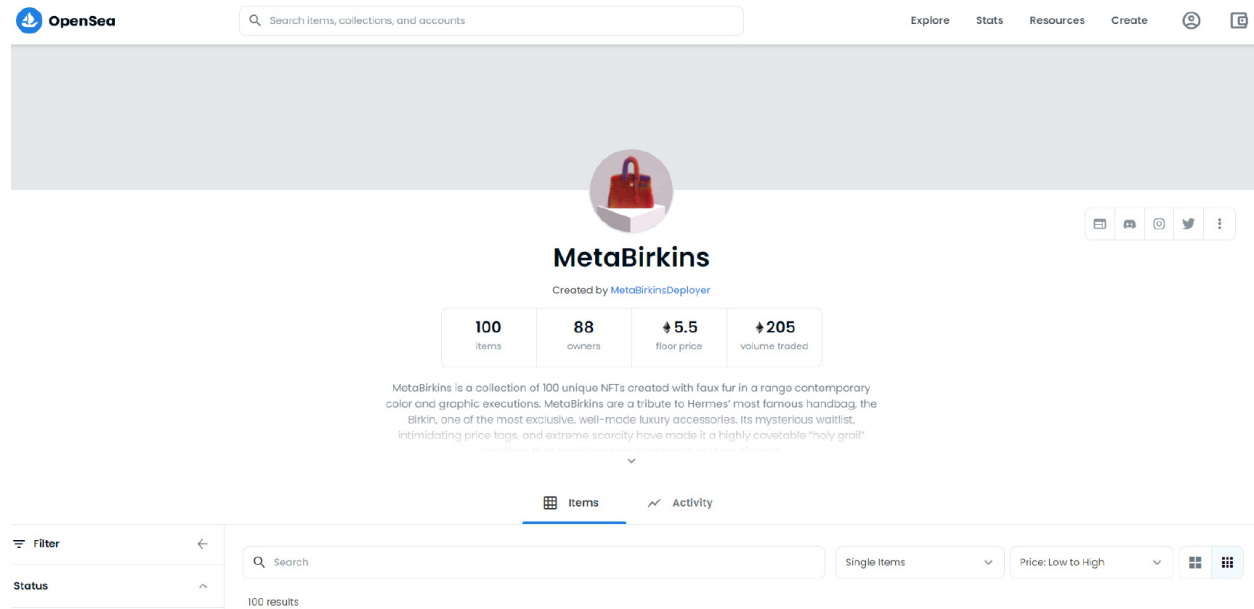 OpenSea
Search items, collections, and accounts
Explore Stats Resources Create
MetaBirkins
Created by MetaBirkinsDeployer
100 88 5.5 205
items owners floor price volume traded
MetaBirkins is a collection of 100 unique NFTs created with faux fur in a range contemporary
color and graphic executions. MetaBirkins are a tribute to Hermes' most famous handbag, the
Birkin, one of the most exclusive, well-made luxury accessories. Its mysterious waitlist,
intimidating price tags, and extreme scarcity have made it a highly covetable "holy grail"
Items Activity
Filter
Search
Single Items
Price: Low to High
Status
100 results